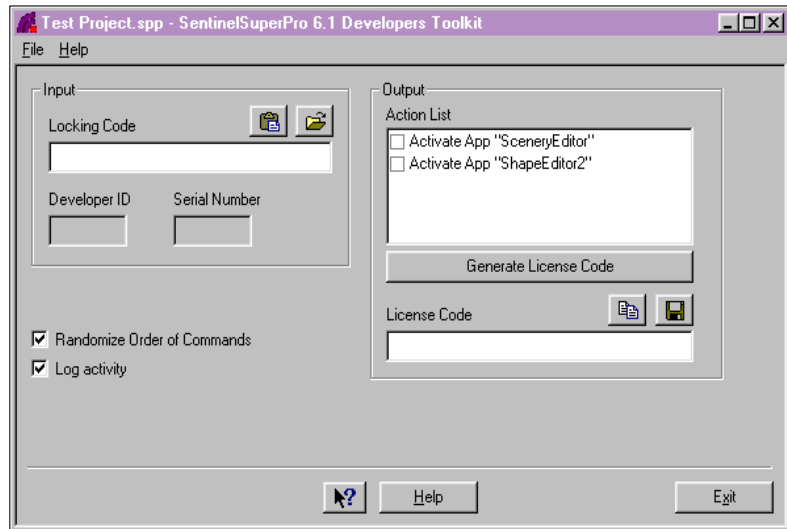 Test Project.spp - SentinelSuperPro 6.1 Developers Toolkit
File Help
Input
Locking Code
Developer ID Serial Number
Randomize Order of Commands
Log activity
Output
Action List
Activate App "SceneryEditor"
Activate App "ShapeEditor2"
Generate License Code
License Code
? Help Exit